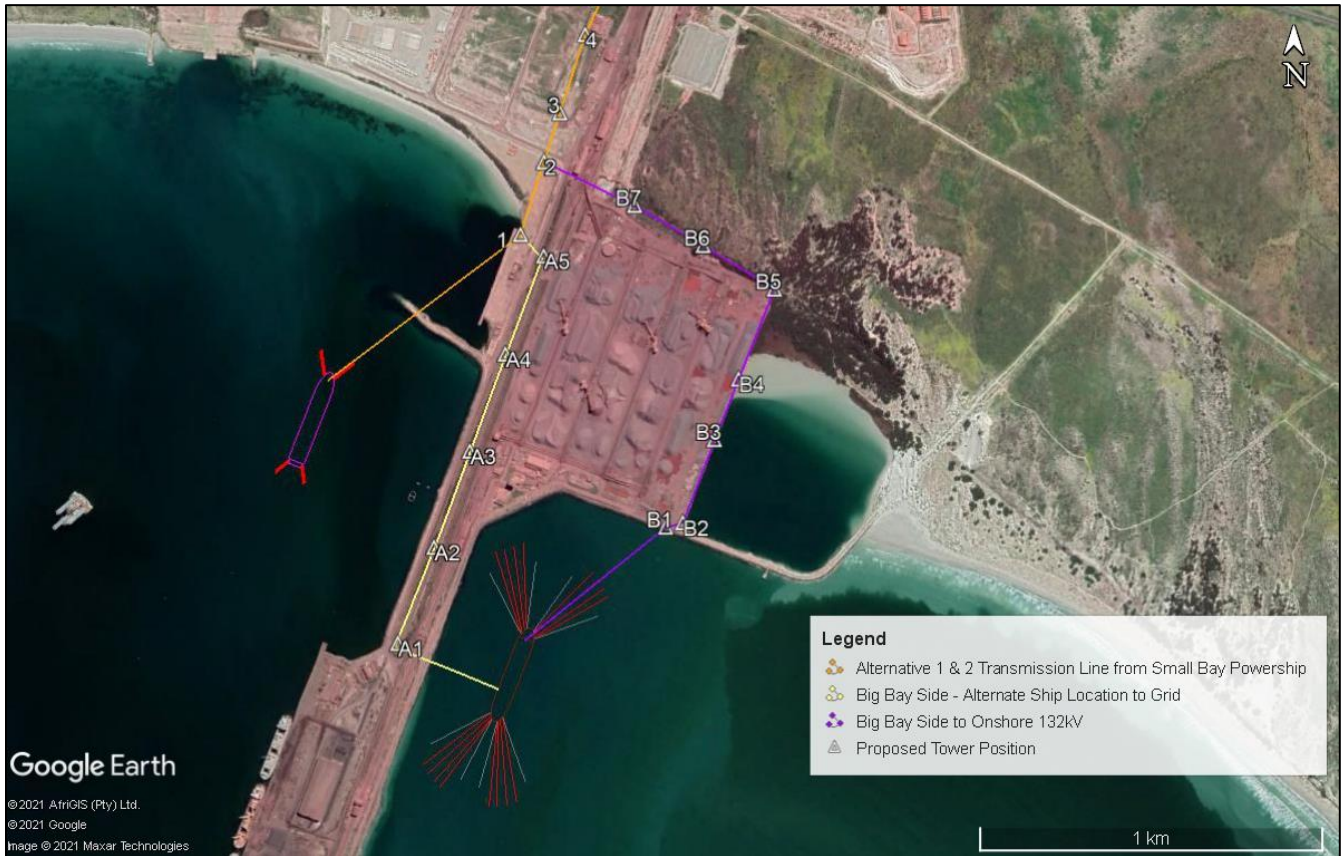 4
N
3
2
B7
1
B6
A5
B5
A4
B4
B3
A3
B1
B2
A2
A1
Legend
Alternative 1 & 2 Transmission Line from Small Bay Powership
Big Bay Side - Alternate Ship Location to Grid
Big Bay Side to Onshore 132kV
Proposed Tower Position
Google Earth
©2021 AfriGIS (Pty) Ltd.
©2021 Google
Image © 2021 Maxar Technologies
1 km